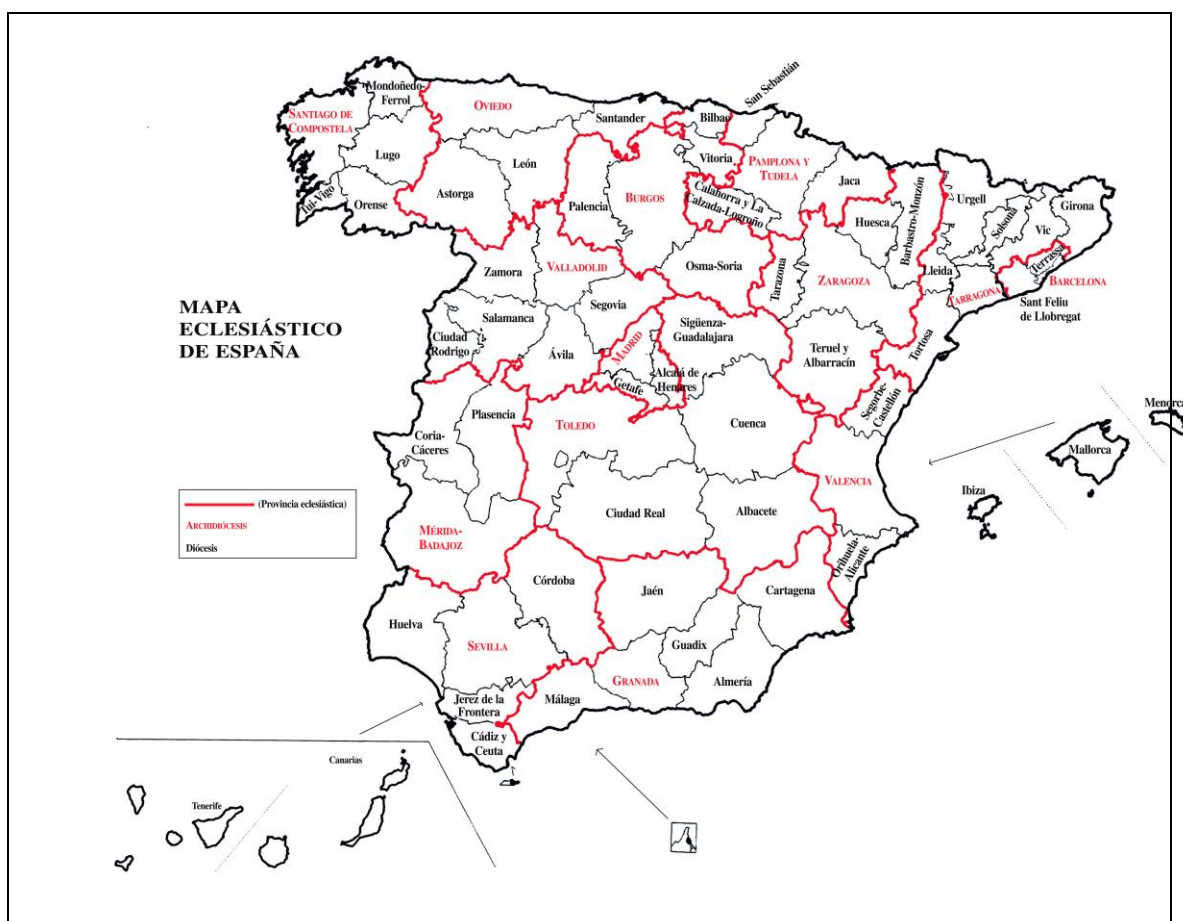 MAPA
ECLESIÁSTICO
DE ESPAÑA
(Provincia eclesiástica)
ARCHIDIÓCESIS
Diócesis
San Sebastián
Mondoñedo-
Ferrol
SANTIAGO DE
COMPOSTELA
OVIEDO
Santander
Bilbao
Lugo
León
Vitoria
PAMPLONA Y
TUDELA
Jaca
Tui-Vigo
Orense
Astorga
Palencia
BURGOS
Calahorra y La
Calzada-Logroño
Huesca
Barbastro-Monzón
Urgell
Solsona
Vic
Girona
Zamora
VALLADOLID
Osma-Soria
Tarazona
ZARAGOZA
Lleida
TARRAGONA
Terrassa
BARCELONA
Sant Feliu
de Llobregat
Salamanca
Segovia
Ciudad
Rodrigo
Ávila
MADRID
Sigüenza-
Guadalajara
Teruel y
Albarracín
Tortosa
Getafe
Alcalá de
Henares
Segorbe-
Castellón
Menorca
Plasencia
TOLEDO
Cuenca
Mallorca
Coria-
Cáceres
VALENCIA
Ibiza
Ciudad Real
Albacete
MÉRIDA-
BADAJOZ
Orihuela-
Alicante
Córdoba
Jaén
Cartagena
Huelva
SEVILLA
Guadix
GRANADA
Almería
Jerez de la
Frontera
Málaga
Cádiz y
Ceuta
Canarias
Tenerife